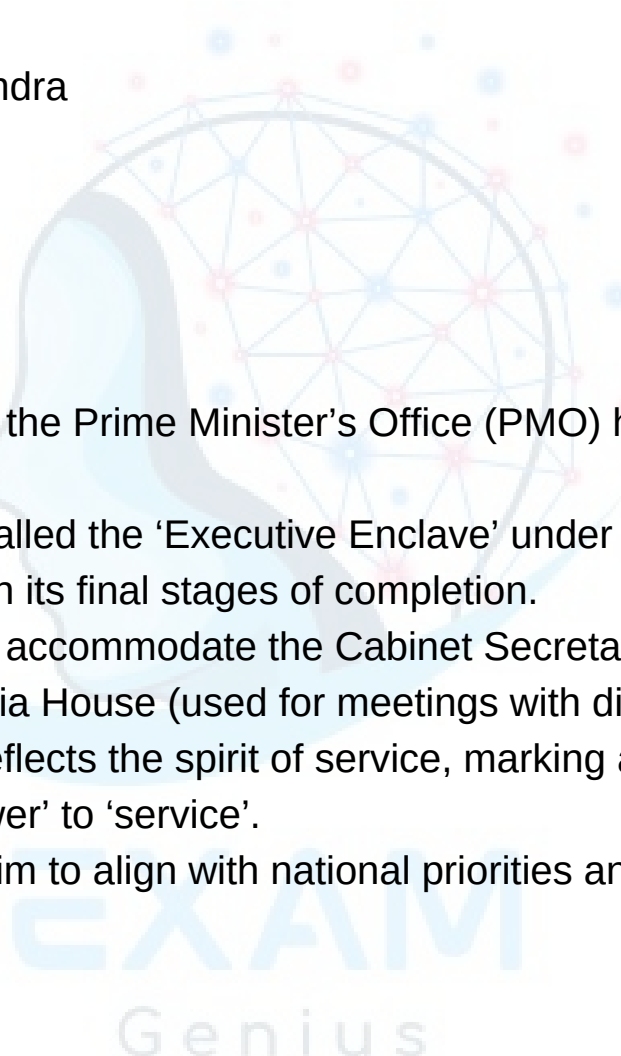 ndra
the Prime Minister’s Office (PMO) h
alled the ‘Executive Enclave’ under
n its final stages of completion.
accommodate the Cabinet Secreta
ia House (used for meetings with di
eflects the spirit of service, marking a
ver’ to ‘service’.
im to align with national priorities an
EXAM
Genius